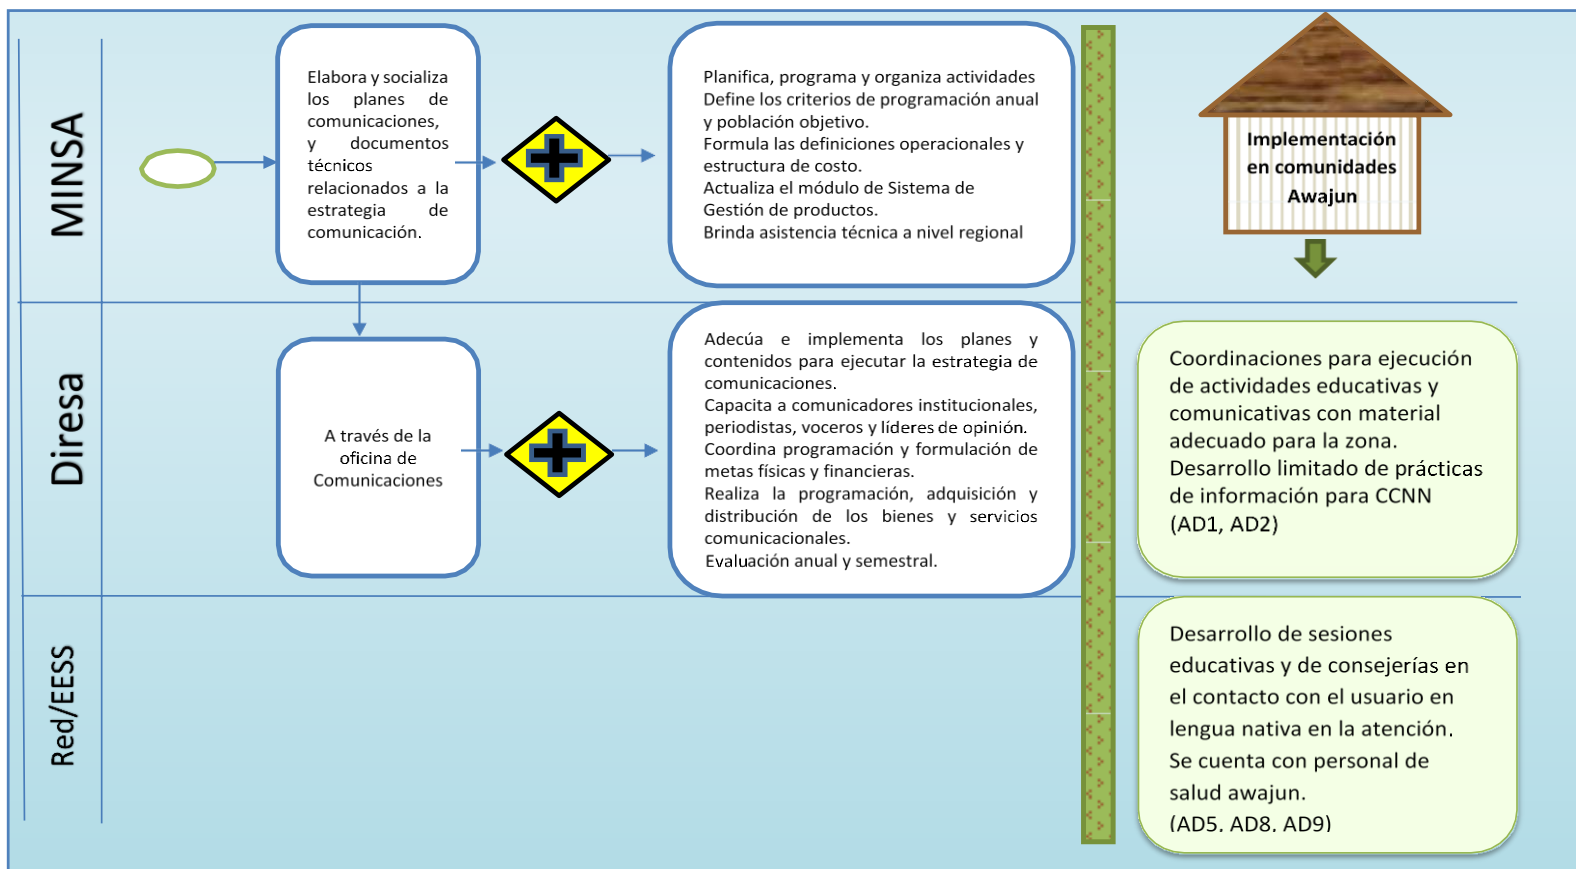 MINSA
Elabora y socializa
los planes de
comunicaciones,
y documentos
técnicos
relacionados a la
estrategia de
comunicación.
Planifica, programa y organiza actividades
Define los criterios de programación anual
y población objetivo.
Formula las definiciones operacionales y
estructura de costo.
Actualiza el módulo de Sistema de
Gestión de productos.
Brinda asistencia técnica a nivel regional
Implementación
en comunidades
Awajun
Diresa
A través de la
oficina de
Comunicaciones
Adecúa e implementa los planes y
contenidos para ejecutar la estrategia de
comunicaciones.
Capacita a comunicadores institucionales,
periodistas, voceros y líderes de opinión.
Coordina programación y formulación de
metas físicas y financieras.
Realiza la programación, adquisición y
distribución de los bienes y servicios
comunicacionales.
Evaluación anual y semestral.
Coordinaciones para ejecución
de actividades educativas y
comunicativas con material
adecuado para la zona.
Desarrollo limitado de prácticas
de información para CCNN
(AD1, AD2)
Red/EESS
Desarrollo de sesiones
educativas y de consejerías en
el contacto con el usuario en
lengua nativa en la atención.
Se cuenta con personal de
salud awajun.
(AD5, AD8, AD9)